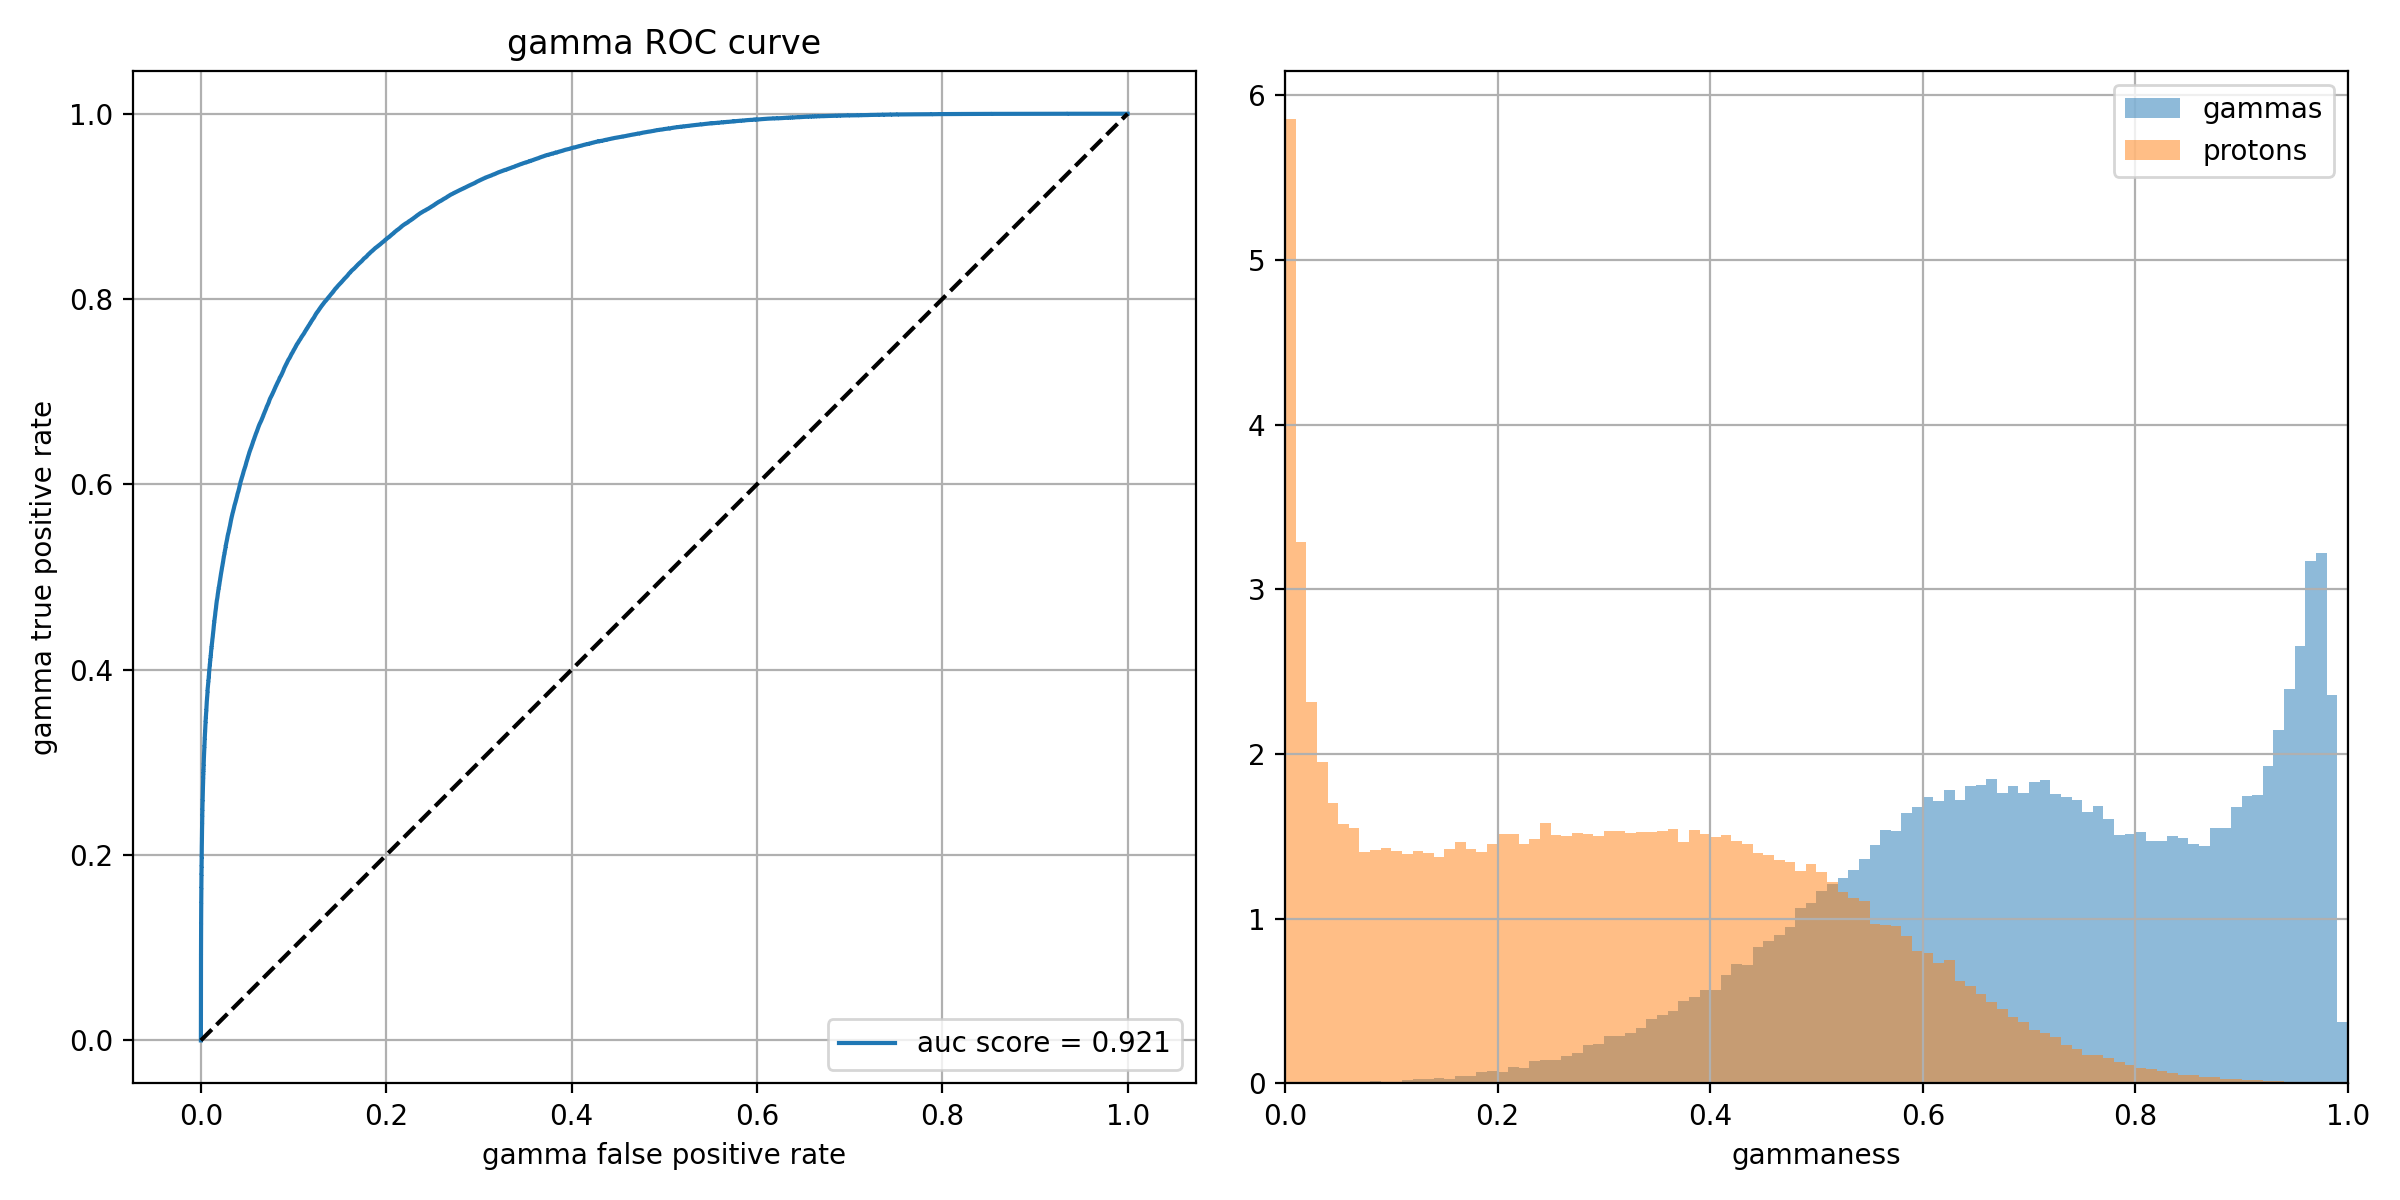 gamma ROC curve
gamma true positive rate
1.0
0.8
0.6
0.4
0.2
0.0
auc score = 0.921
0.0 0.2 0.4 0.6 0.8 1.0
gamma false positive rate
6
5
4
3
2
1
0
gammas
protons
0.0 0.2 0.4 0.6 0.8 1.0
gammaness